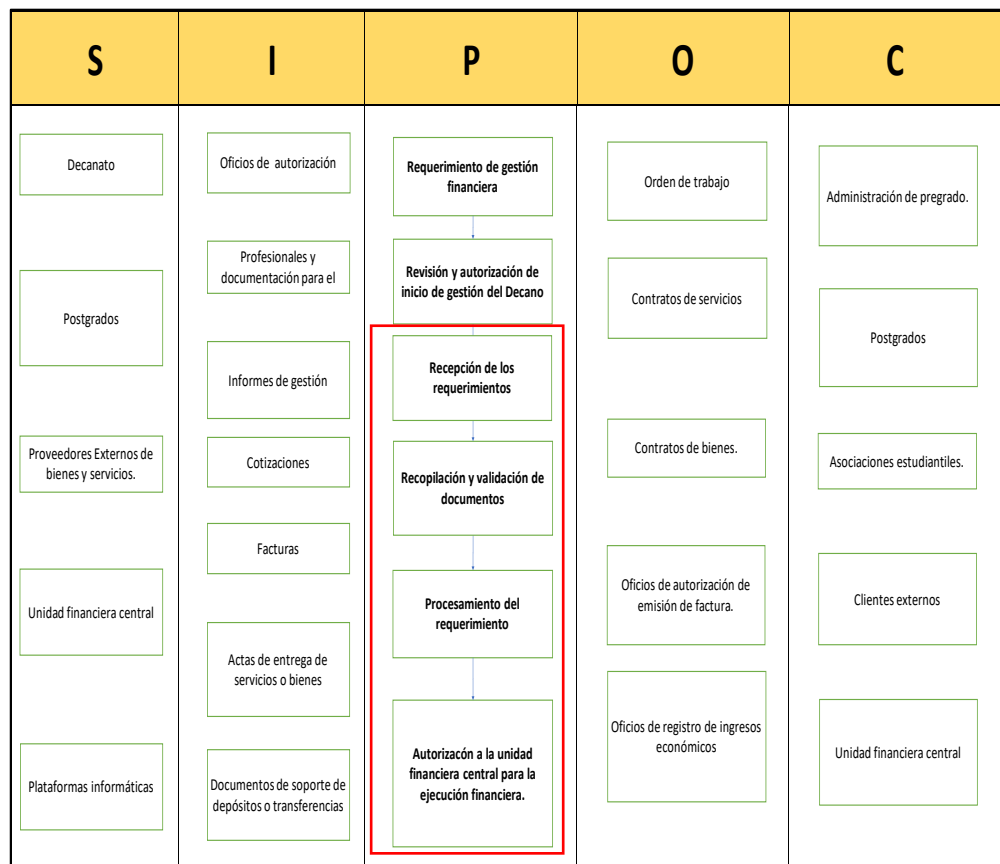 S
I
P
O
C
Decanato
Postgrados
Proveedores Externos de
bienes y servicios.
Unidad financiera central
Plataformas informáticas
Oficios de autorización
Profesionales y
documentación para el
Informes de gestión
Cotizaciones
Facturas
Actas de entrega de
servicios o bienes
Documentos de soporte de
depósitos o transferencias
Requerimiento de gestión
financiera
Revisión y autorización de
inicio de gestión del Decano
Recepción de los
requerimientos
Recopilación y validación de
documentos
Procesamiento del
requerimiento
Autorizacón a la unidad
financiera central para la
ejecución financiera.
Orden de trabajo
Contratos de servicios
Contratos de bienes.
Oficios de autorización de
emisión de factura.
Oficios de registro de ingresos
económicos
Administración de pregrado.
Postgrados
Asociaciones estudiantiles.
Clientes externos
Unidad financiera central